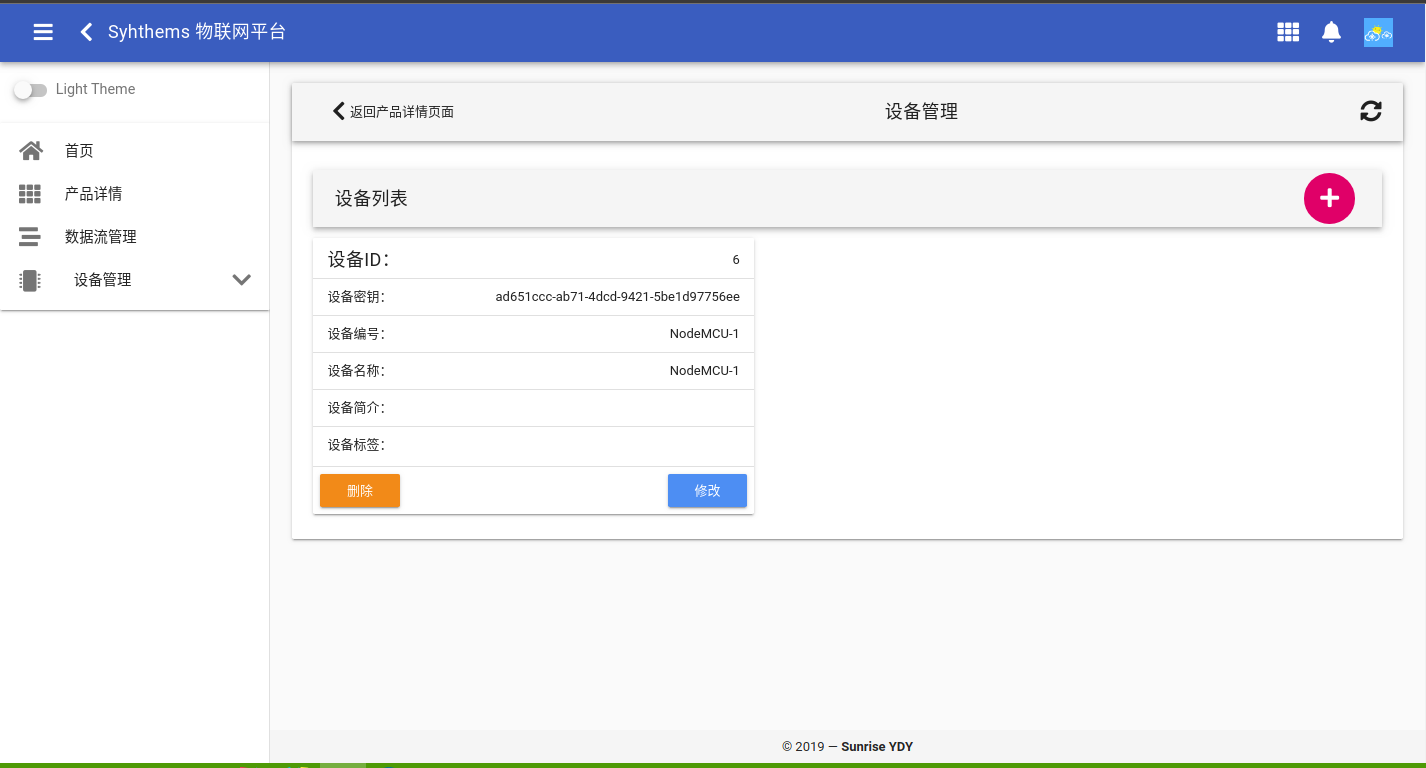 Syhthems 物联网平台
Light Theme
首页
产品详情
数据流管理
设备管理
返回产品详情页面
设备管理
设备列表
设备ID： 6
设备密钥： ad651ccc-ab71-4dcd-9421-5be1d97756ee
设备编号： NodeMCU-1
设备名称： NodeMCU-1
设备简介：
设备标签：
删除 修改
© 2019 — Sunrise YDY